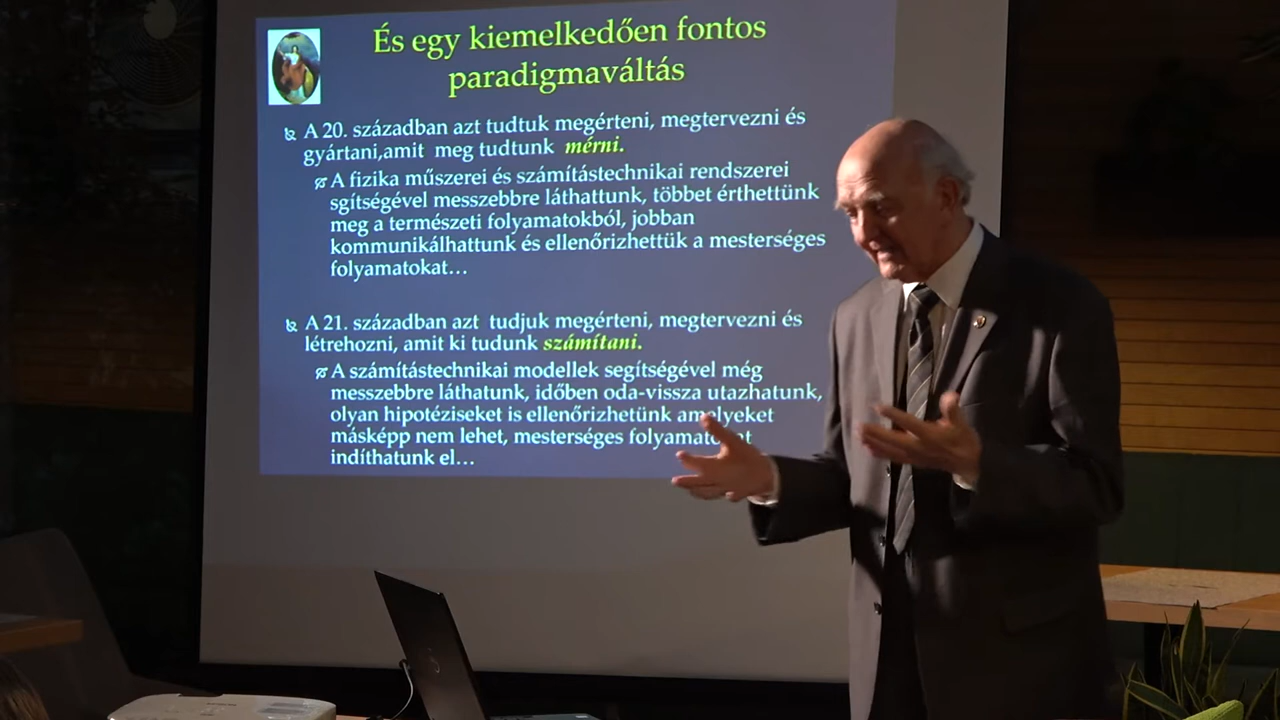 És egy kiemelkedően fontos
paradigmaváltás
A 20. században azt tudtuk megérteni, megtervezni és
gyártani,amit meg tudtunk mérni.
A fizika műszerei és számítástechnikai rendszerei
sgítségével messzebbre láthattunk, többet érthettünk
meg a természeti folyamatokból, jobban
kommunikálhattunk és ellenőrizhettük a mesterséges
folyamatokat…
A 21. században azt tudjuk megérteni, megtervezni és
létrehozni, amit ki tudunk számítani.
A számítástechnikai modellek segítségével még
messzebbre láthatunk, időben oda-vissza utazhatunk,
olyan hipotéziseket is ellenőrizhetünk amelyeket
másképp nem lehet, mesterséges
indíthatunk el…